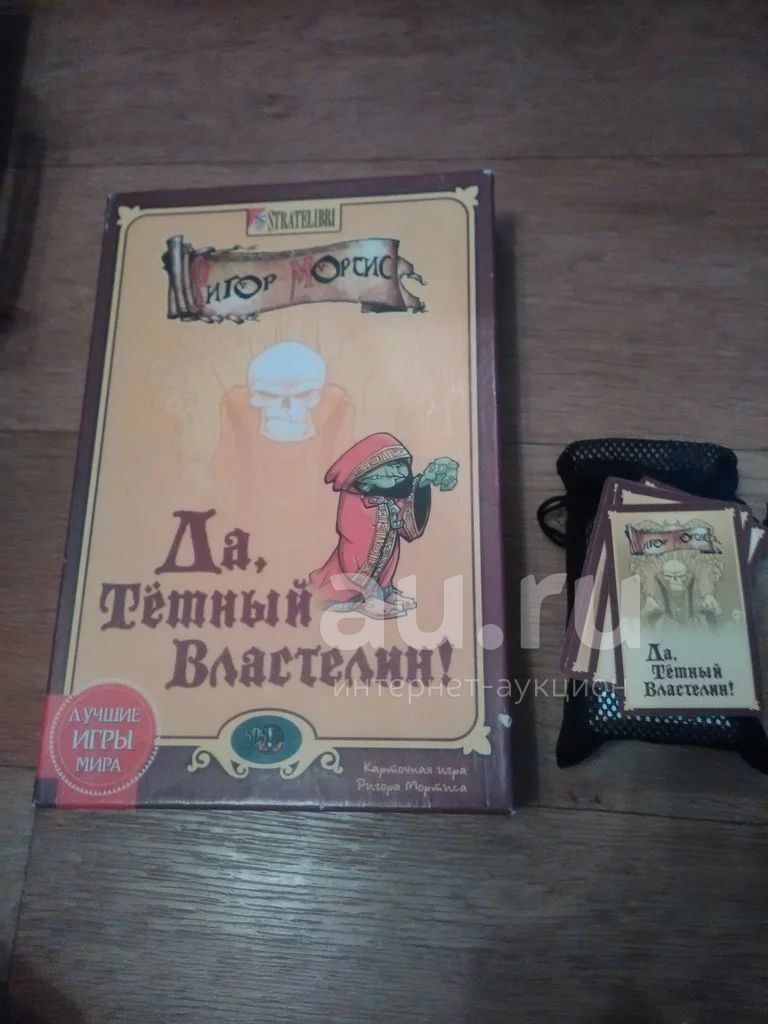 STRATELIBRI
Ригор Мортис
Да,
Тёмный
Властелин!
ЛУЧШИЕ
ИГРЫ
МИРА
Карточная игра
Ригора Мортиса
Ригор Мортис
Да,
Тёмный
Властелин!
au.ru
интернет-аукцион